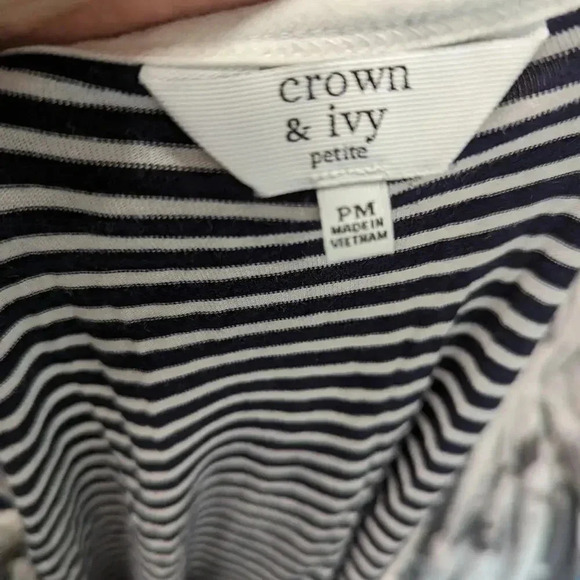 crown
& ivy
petite
PM
MADE IN
VIETNAM